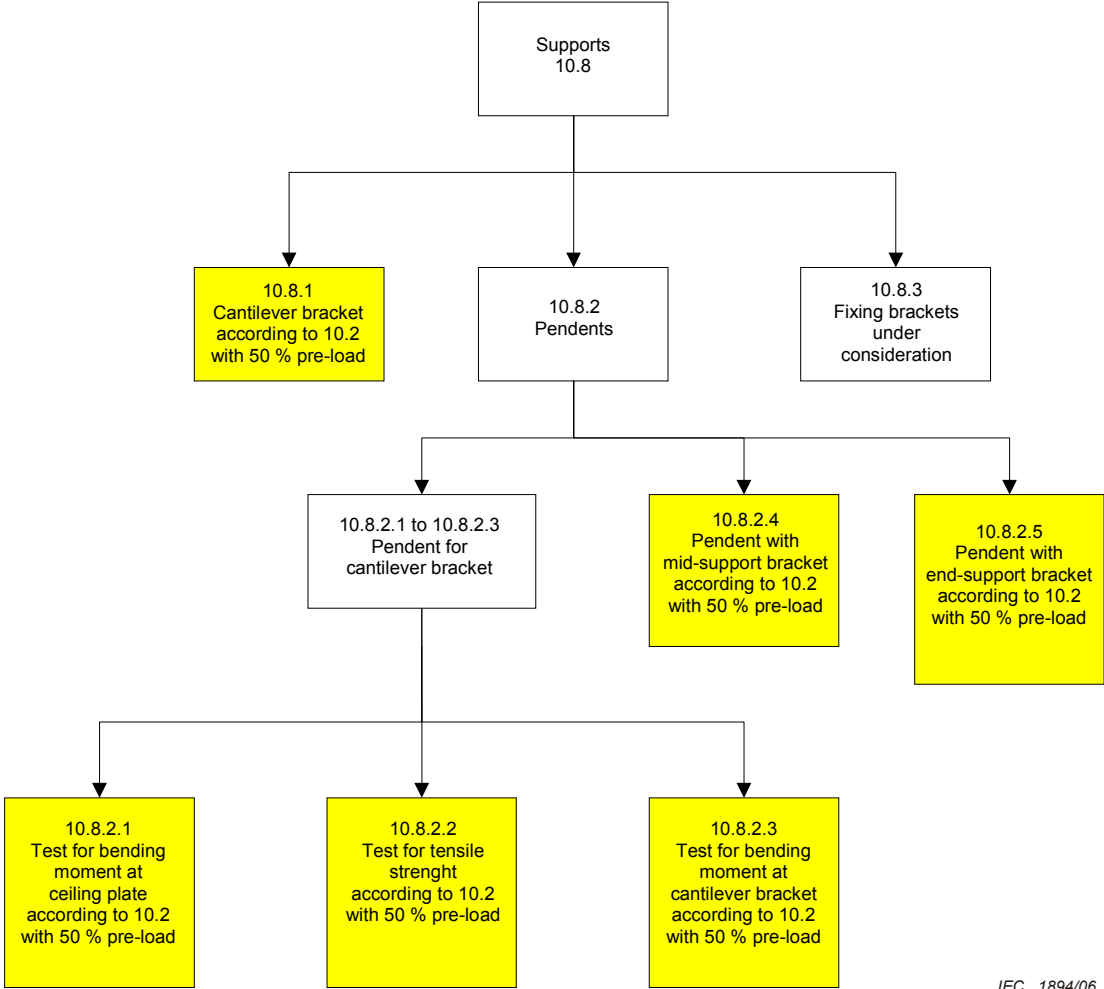 Supports
10.8
10.8.1
Cantilever bracket
according to 10.2
with 50 % pre-load
10.8.2
Pendents
10.8.3
Fixing brackets
under
consideration
10.8.2.1 to 10.8.2.3
Pendent for
cantilever bracket
10.8.2.4
Pendent with
mid-support bracket
according to 10.2
with 50 % pre-load
10.8.2.5
Pendent with
end-support bracket
according to 10.2
with 50 % pre-load
10.8.2.1
Test for bending
moment at
ceiling plate
according to 10.2
with 50 % pre-load
10.8.2.2
Test for tensile
strenght
according to 10.2
with 50 % pre-load
10.8.2.3
Test for bending
moment at
cantilever bracket
according to 10.2
with 50 % pre-load
IEC 1894/06